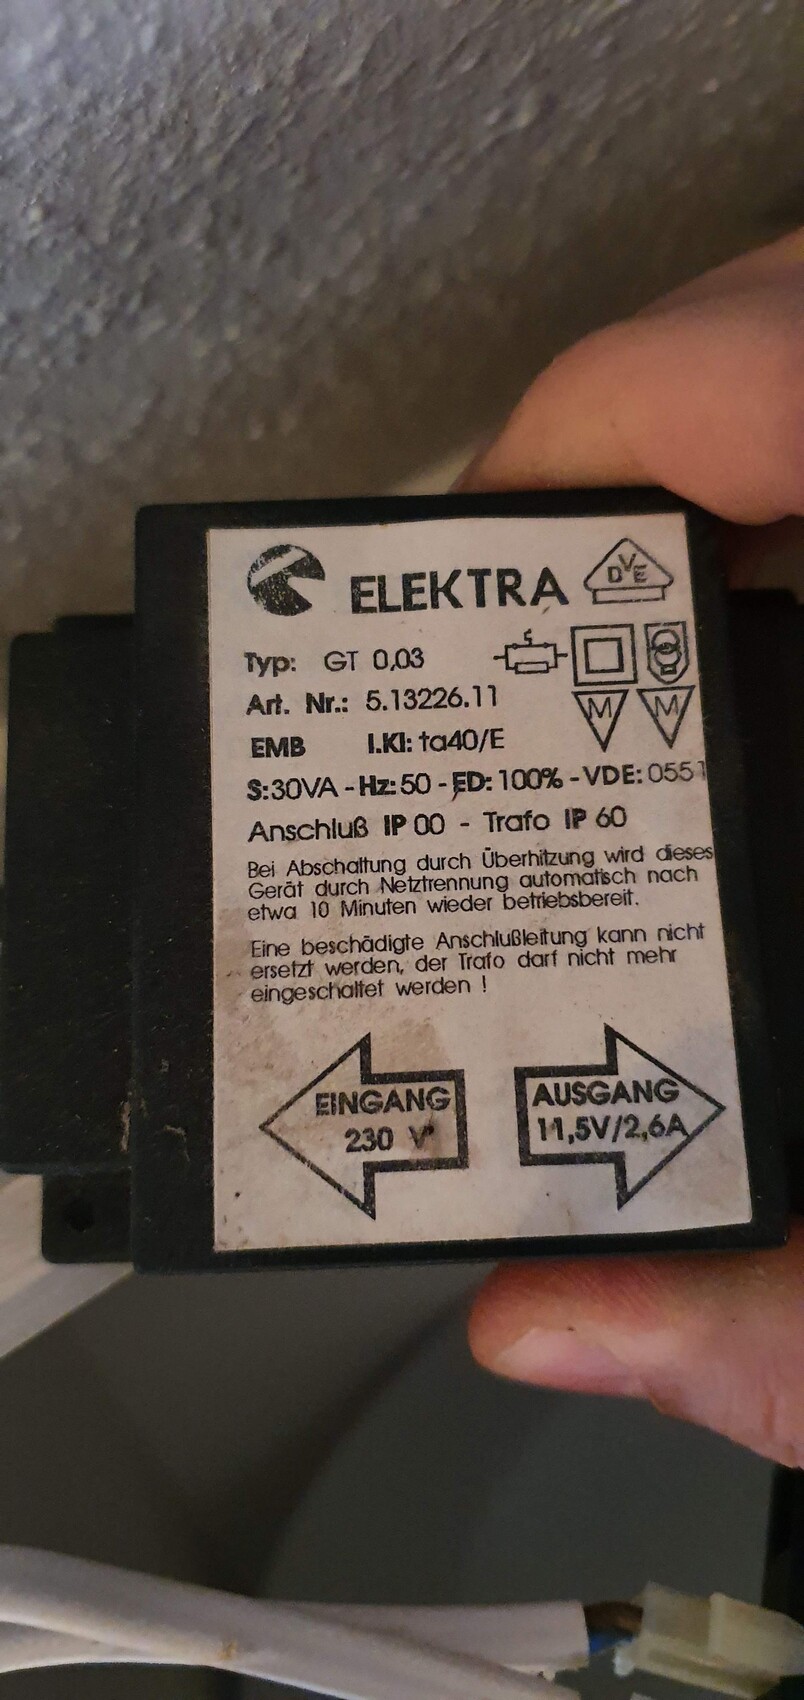 ELEKTRA
DVE
Typ: GT 0,03
Art. Nr.: 5.13226.11
M M
EMB I.Kl: ta40/E
S:30VA - Hz:50 - ED: 100% - VDE: 0551
Anschluß IP 00 - Trafo IP 60
Bei Abschaltung durch Überhitzung wird dieses
Gerät durch Netztrennung automatisch nach
etwa 10 Minuten wieder betriebsbereit.
Eine beschädigte Anschlußleitung kann nicht
ersetzt werden, der Trafo darf nicht mehr
eingeschaltet werden !
EINGANG
230 V
AUSGANG
11,5V/2,6A